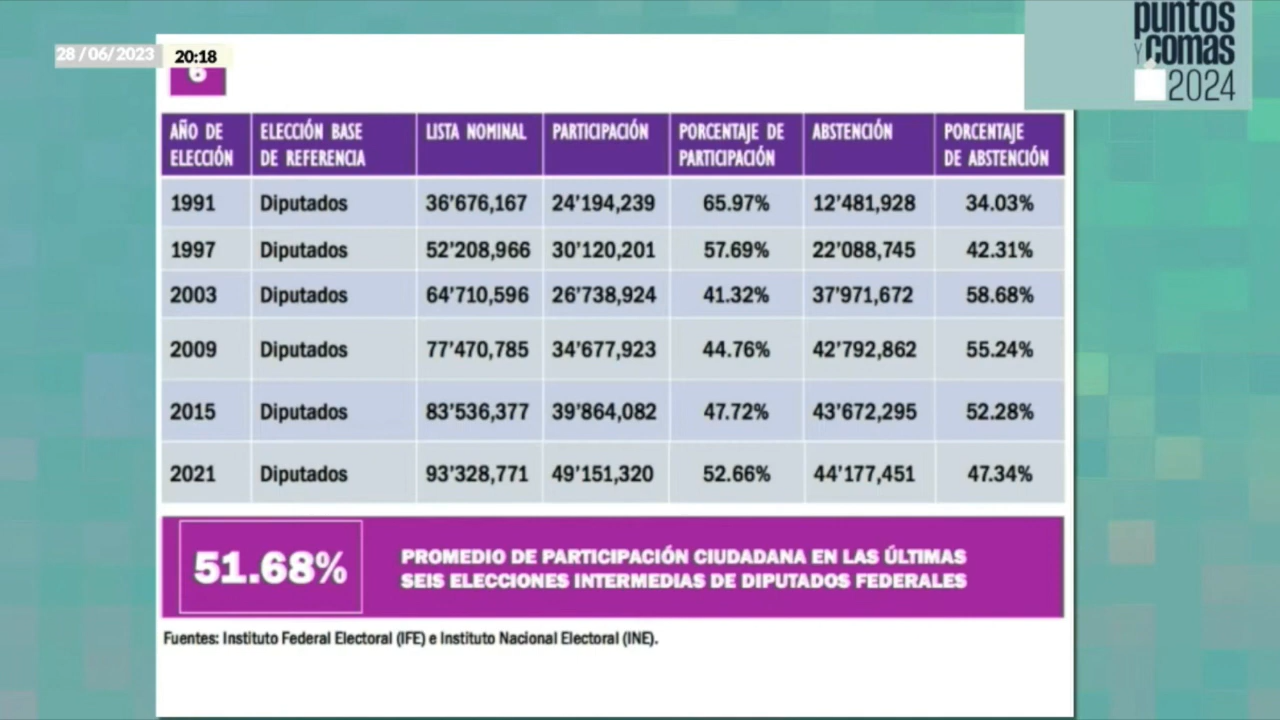 28/06/2023 20:18
puntos
Y comas
2024
6
AÑO DE ELECCIÓN | ELECCIÓN BASE DE REFERENCIA | LISTA NOMINAL | PARTICIPACIÓN | PORCENTAJE DE PARTICIPACIÓN | ABSTENCIÓN | PORCENTAJE DE ABSTENCIÓN
1991 Diputados 36’676,167 24’194,239 65.97% 12’481,928 34.03%
1997 Diputados 52’208,966 30’120,201 57.69% 22’088,745 42.31%
2003 Diputados 64’710,596 26’738,924 41.32% 37’971,672 58.68%
2009 Diputados 77’470,785 34’677,923 44.76% 42’792,862 55.24%
2015 Diputados 83’536,377 39’864,082 47.72% 43’672,295 52.28%
2021 Diputados 93’328,771 49’151,320 52.66% 44’177,451 47.34%
51.68%
PROMEDIO DE PARTICIPACIÓN CIUDADANA EN LAS ÚLTIMAS
SEIS ELECCIONES INTERMEDIAS DE DIPUTADOS FEDERALES
Fuentes: Instituto Federal Electoral (IFE) e Instituto Nacional Electoral (INE).